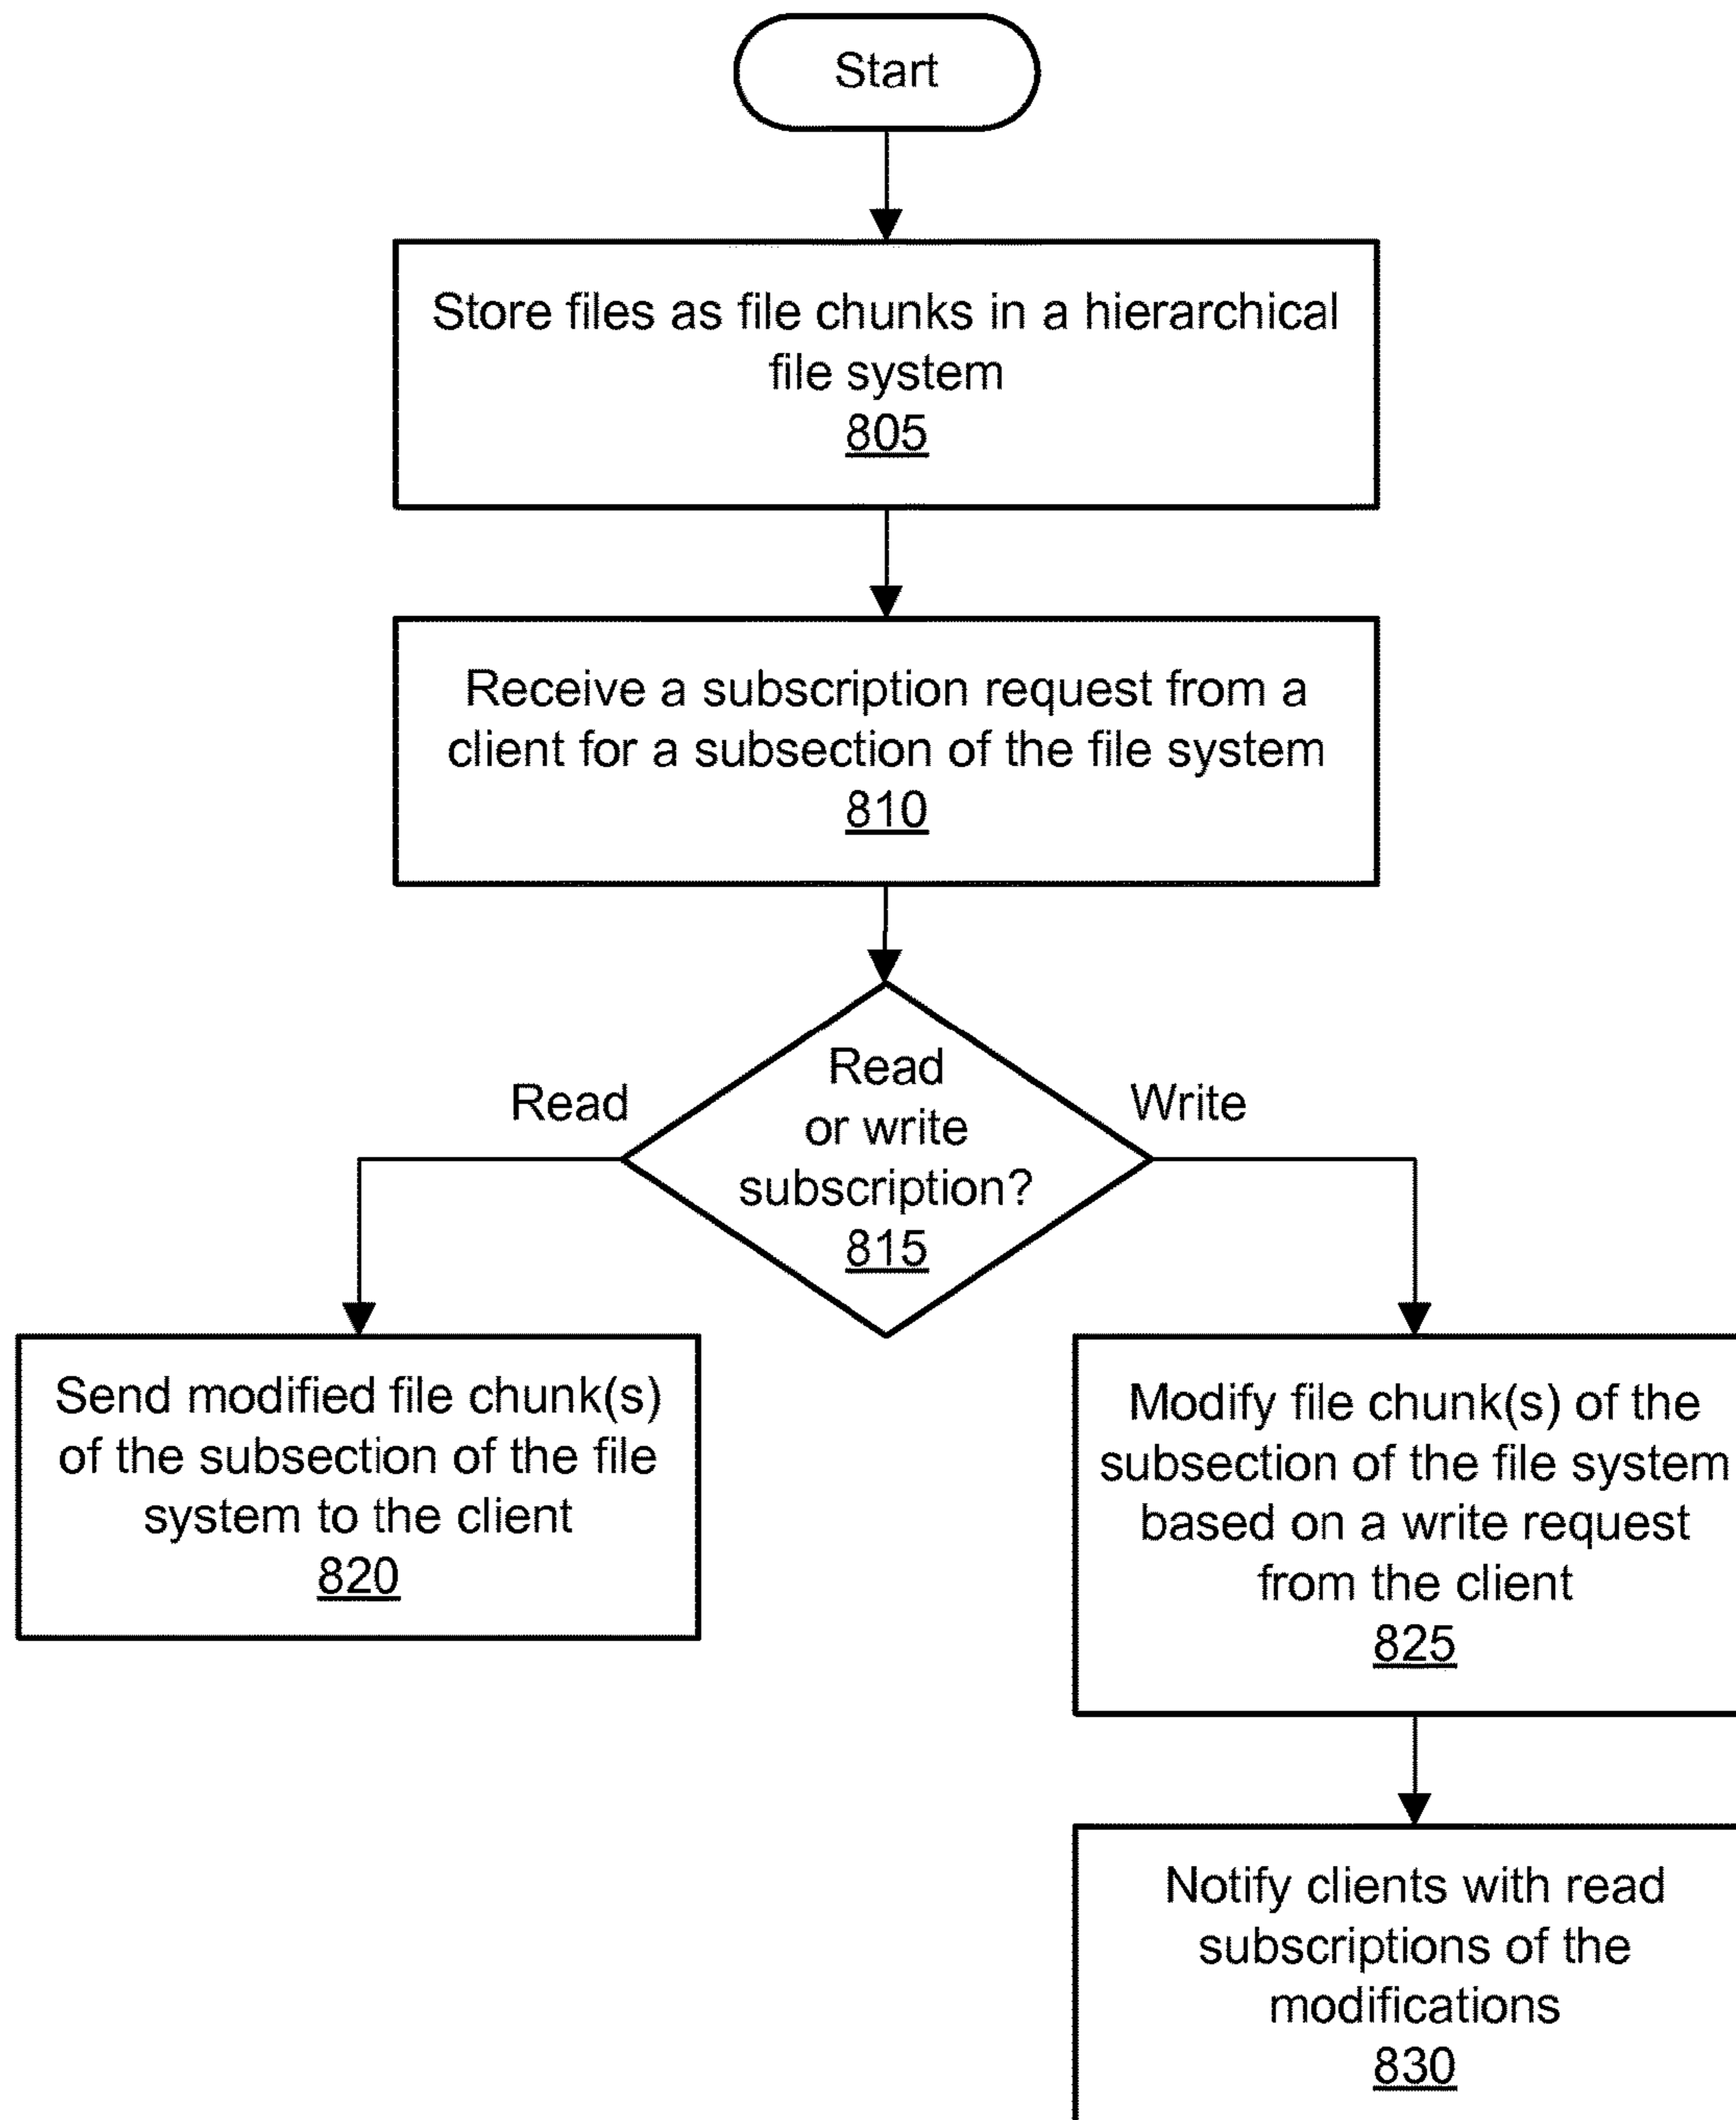 Start
Store files as file chunks in a hierarchical
file system
805
Receive a subscription request from a
client for a subsection of the file system
810
Read
or write
subscription?
815
Read
Write
Send modified file chunk(s)
of the subsection of the file
system to the client
820
Modify file chunk(s) of the
subsection of the file system
based on a write request
from the client
825
Notify clients with read
subscriptions of the
modifications
830